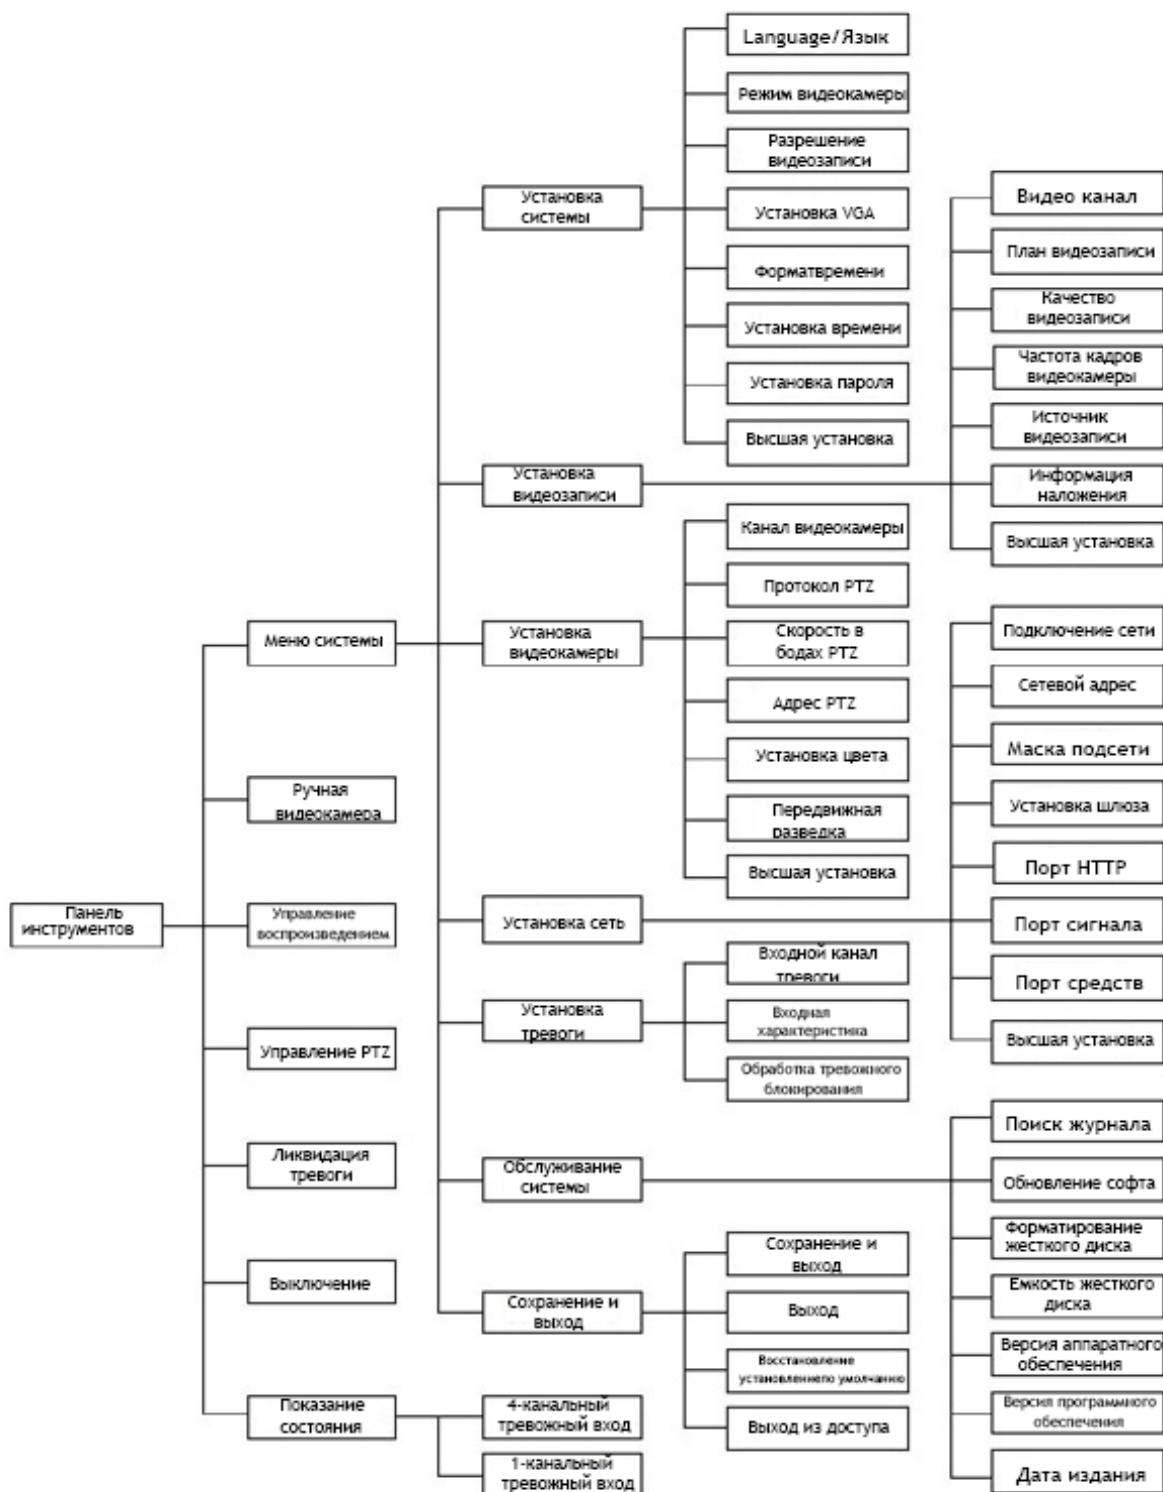 Панель
инструментов
Меню системы
Ручная
видеокамера
Управление
воспроизведением
Управление PTZ
Ликвидация
тревоги
Выключение
Показание
состояния
Установка
системы
Установка
видеозаписи
Установка
видеокамеры
Установка сеть
Установка
тревоги
Обслуживание
системы
Сохранение и
выход
4-канальный
тревожный вход
1-канальный
тревожный вход
Language/Язык
Режим видеокамеры
Разрешение
видеозаписи
Установка VGA
Форматвремени
Установка времени
Установка пароля
Высшая установка
Канал видеокамеры
Протокол PTZ
Скорость в
бодах PTZ
Адрес PTZ
Установка цвета
Передвижная
разведка
Высшая установка
Входной канал
тревоги
Входная
характеристика
Обработка тревожного
блокирования
Сохранение и
выход
Выход
Восстановление
установленнего умолчанию
Выход из доступа
Видео канал
План видеозаписи
Качество
видеозаписи
Частота кадров
видеокамеры
Источник
видеозаписи
Информация
наложения
Высшая установка
Подключение сети
Сетевой адрес
Маска подсети
Установка шлюза
Порт HTTP
Порт сигнала
Порт средств
Высшая установка
Поиск журнала
Обновление софта
Форматирование
жесткого диска
Емкость жесткого
диска
Версия аппаратного
обеспечения
Версия программного
обеспечения
Дата издания